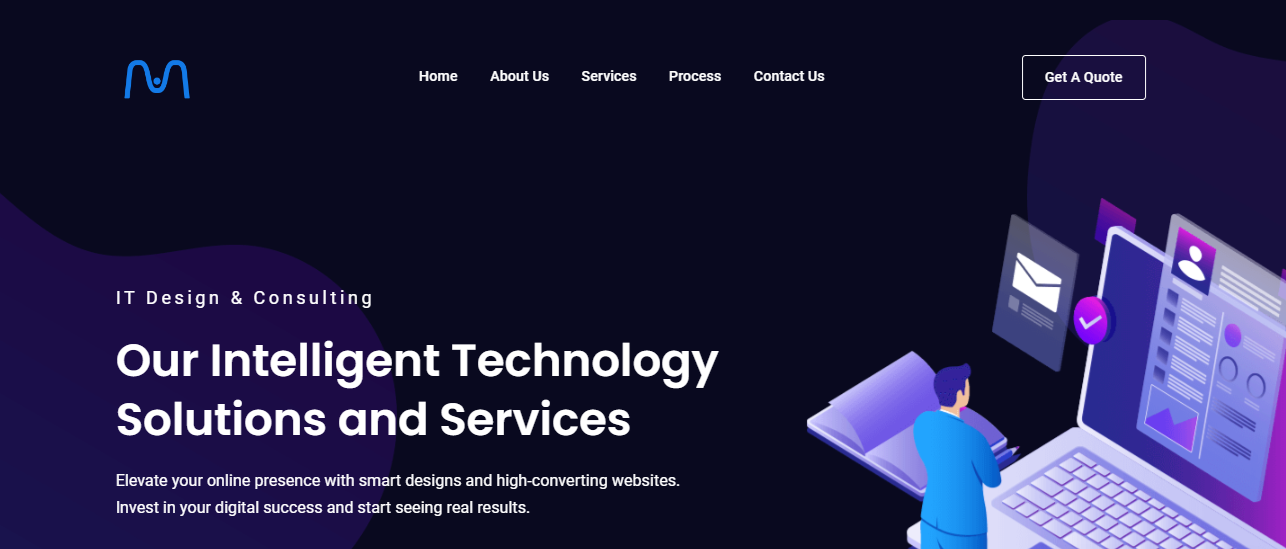 Home About Us Services Process Contact Us Get A Quote
IT Design & Consulting
Our Intelligent Technology
Solutions and Services
Elevate your online presence with smart designs and high-converting websites.
Invest in your digital success and start seeing real results.